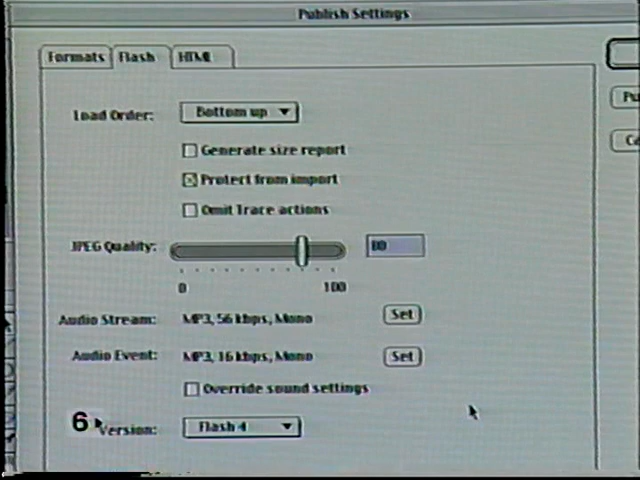 Publish Settings
Formats Flash HTML
Load Order: Bottom up
Generate size report
Protect from import
Omit Trace actions
JPEG Quality: 80
0 100
Audio Stream: MP3, 56 kbps, Mono Set
Audio Event: MP3, 16 kbps, Mono Set
Override sound settings
6 Version: Flash 4